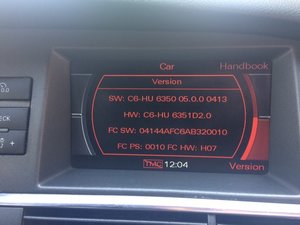 Car
Handbook
Version
SW: C6-HU 6350 05.0.0 0413
HW: C6-HU 6351D2.0
FC SW: 04144AFC6AB320010
FC PS: 0010 FC HW: H07
TMC 12:04
Version